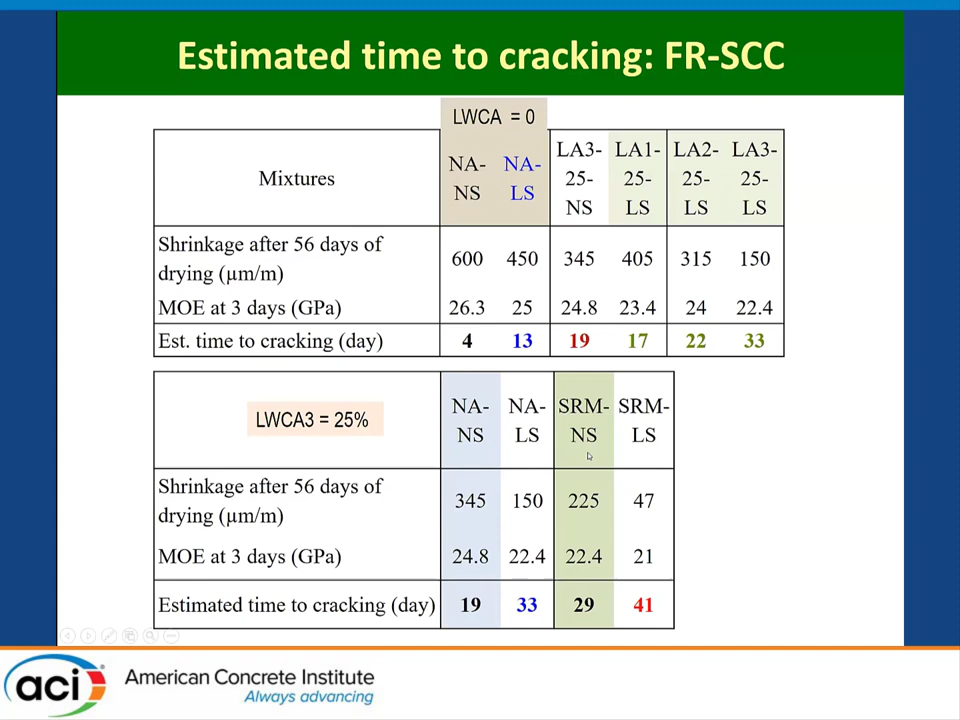 Estimated time to cracking: FR-SCC
LWCA = 0
Mixtures
NA-
NS
NA-
LS
LA3-
25-
NS
LA1-
25-
LS
LA2-
25-
LS
LA3-
25-
LS
Shrinkage after 56 days of
drying (µm/m)
600 450 345 405 315 150
MOE at 3 days (GPa) 26.3 25 24.8 23.4 24 22.4
Est. time to cracking (day) 4 13 19 17 22 33
LWCA3 = 25%
NA-
NS
NA-
LS
SRM-
NS
SRM-
LS
Shrinkage after 56 days of
drying (µm/m)
345 150 225 47
MOE at 3 days (GPa) 24.8 22.4 22.4 21
Estimated time to cracking (day) 19 33 29 41
aci
American Concrete Institute
Always advancing